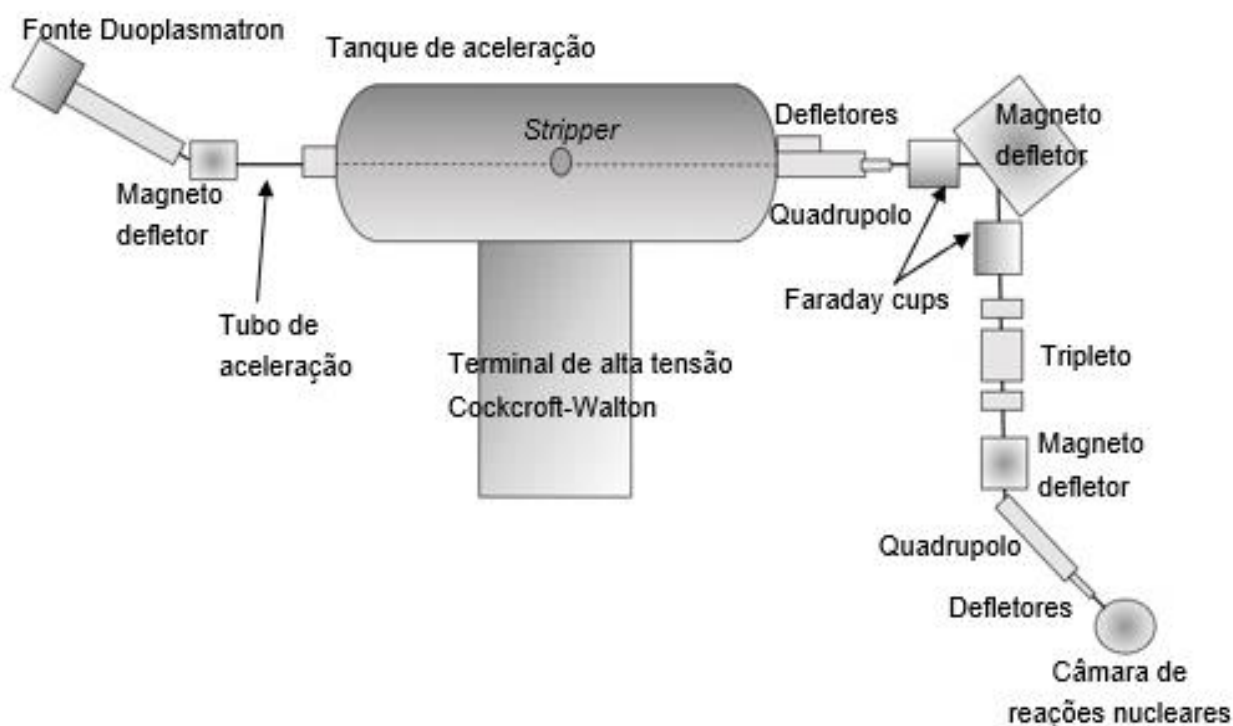 Fonte Duoplasmatron
Tanque de aceleração
Stripper
Defletores
Magneto
defletor
Magneto
defletor
Quadrupolo
Faraday cups
Tubo de
aceleração
Terminal de alta tensão
Cockcroft-Walton
Tripleto
Magneto
defletor
Quadrupolo
Defletores
Câmara de
reações nucleares